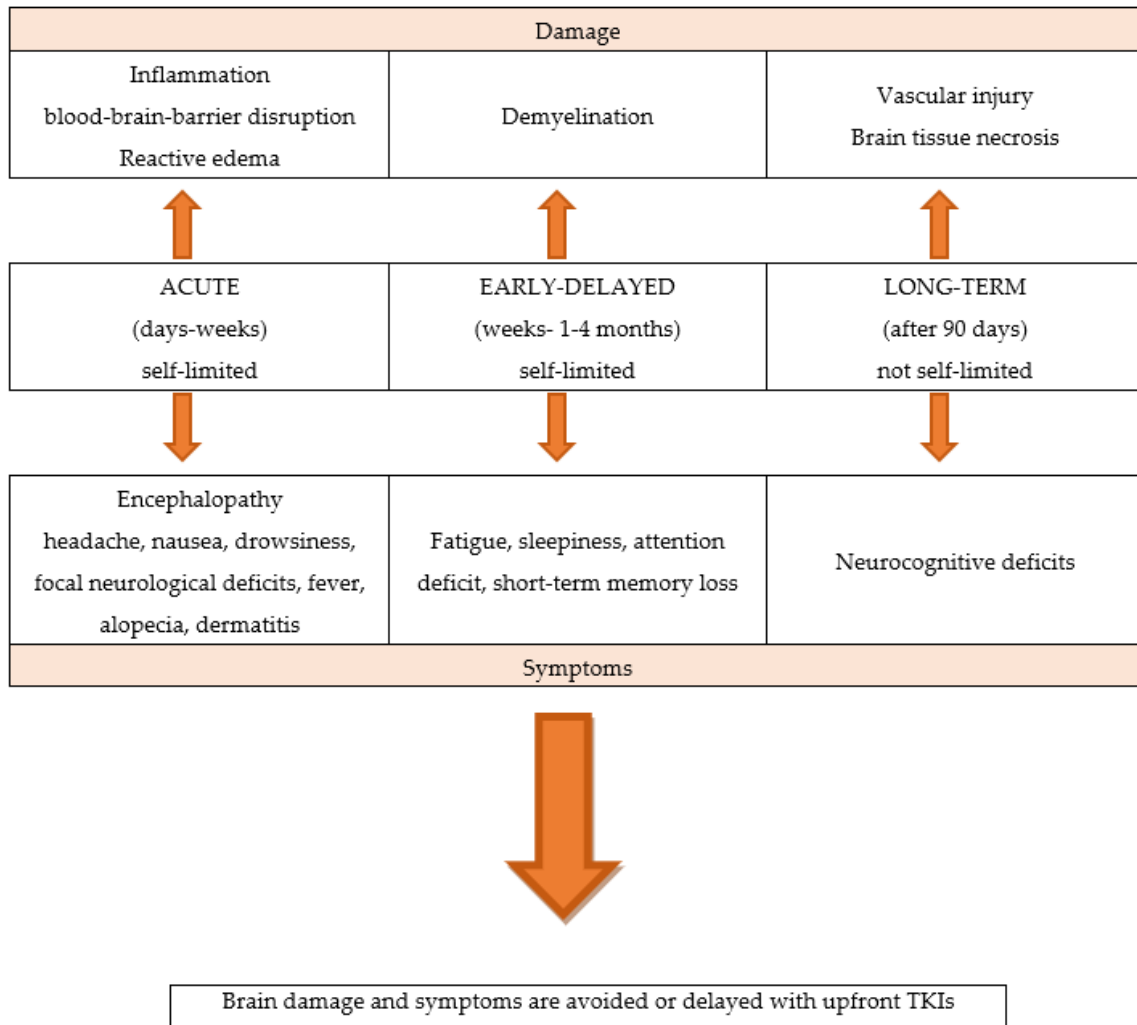 Damage
Inflammation
blood-brain-barrier disruption
Reactive edema
Demyelination
Vascular injury
Brain tissue necrosis
ACUTE
(days-weeks)
self-limited
EARLY-DELAYED
(weeks- 1-4 months)
self-limited
LONG-TERM
(after 90 days)
not self-limited
Encephalopathy
headache, nausea, drowsiness,
focal neurological deficits, fever,
alopecia, dermatitis
Fatigue, sleepiness, attention
deficit, short-term memory loss
Neurocognitive deficits
Symptoms
Brain damage and symptoms are avoided or delayed with upfront TKIs